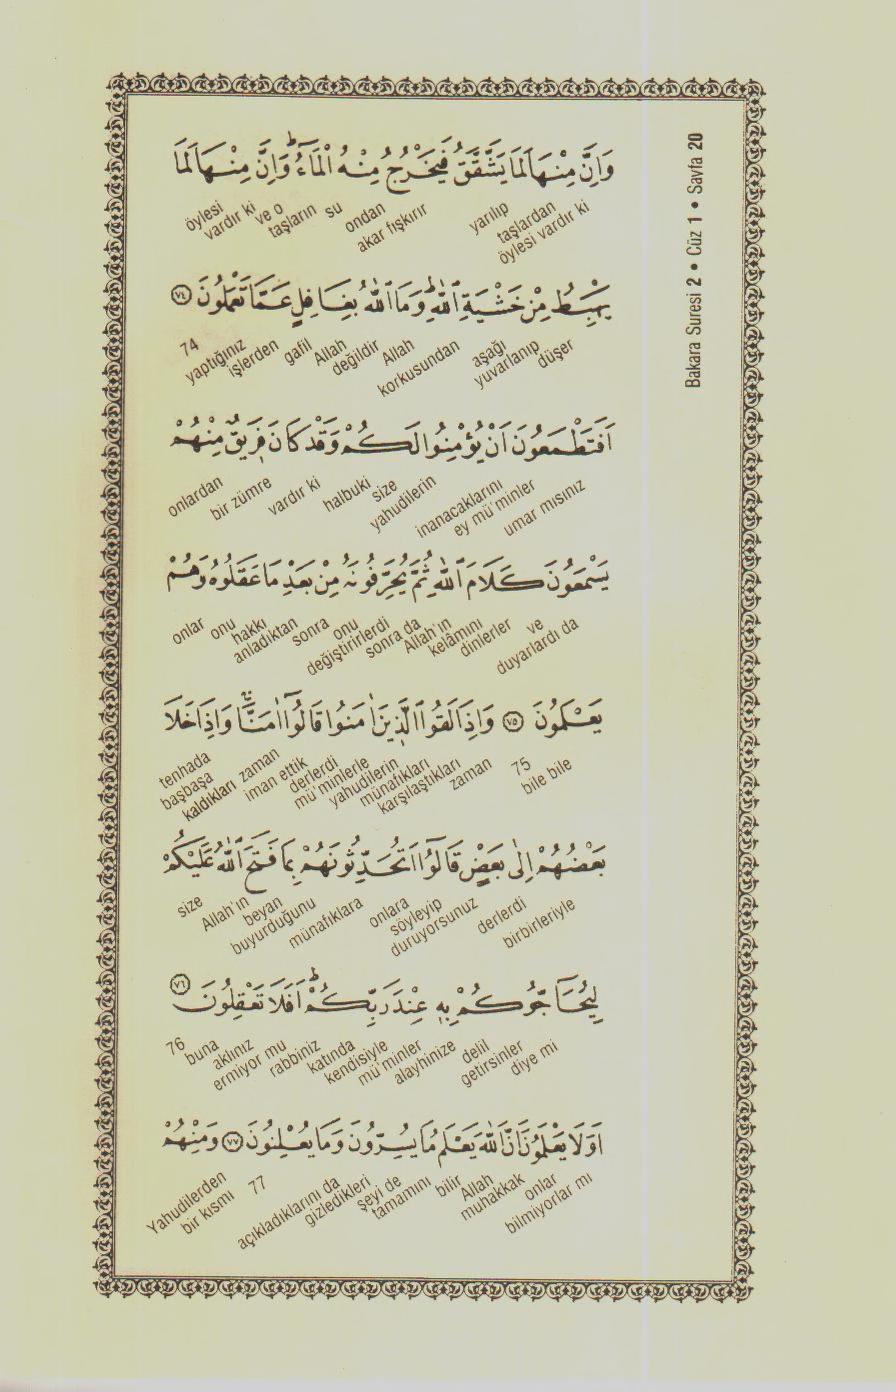 Bakara Suresi 2 • Cüz 1 • Sayfa 20
وَاِنَّ مِنْهَا لَمَا يَشَّقَّقُ فَيَخْرُجُ مِنْهُ الْمَٓاءُۜ وَاِنَّ مِنْهَا لَمَا
öylesi vardır ki taşlardan yarılıp akar fışkırır ondan su ve o taşların öylesi vardır ki
يَهْبِطُ مِنْ خَشْيَةِ اللّٰهِۜ وَمَا اللّٰهُ بِغَافِلٍ عَمَّا تَعْمَلُونَ ﴿٧٤﴾
düşer aşağı yuvarlanıp korkusundan Allah değildir Allah gafil yaptığınız işlerden 74
اَفَتَطْمَعُونَ اَنْ يُؤْمِنُوا لَكُمْ وَقَدْ كَانَ فَر۪يقٌ مِنْهُمْ
umar mısınız ey mü'minler inanacaklarını yahudilerin size halbuki vardır ki bir zümre onlardan
يَسْمَعُونَ كَلَامَ اللّٰهِ ثُمَّ يُحَرِّفُونَهُ مِنْ بَعْدِ مَا عَقَلُوهُ وَهُمْ
duyarlardı da ve dinlerler kelâmını Allah'ın sonra da değiştirirlerdi onu sonra anladıktan hakkı onu onlar
يَعْلَمُونَ ﴿٧٥﴾ وَاِذَا لَقُوا الَّذ۪ينَ اٰمَنُوا قَالُٓوا اٰمَنَّاۚ وَاِذَا خَلَا
bile bile 75 zaman karşılaştıkları münafıkları yahudilerin mü'minlerle derlerdi iman ettik zaman kaldıkları başbaşa tenhada
بَعْضُهُمْ اِلٰى بَعْضٍ قَالُٓوا اَتُحَدِّثُونَهُمْ بِمَا فَتَحَ اللّٰهُ عَلَيْكُمْ
birbirleriyle derlerdi söyleyip duruyorsunuz onlara münafıklara beyan buyurduğunu Allah'ın size
لِيُحَٓاجُّوكُمْ بِه۪ عِنْدَ رَبِّكُمْۜ اَفَلَا تَعْقِلُونَ ﴿٧٦﴾
diye mi delil getirsinler alayhinize mü'minler kendisiyle katında rabbiniz ermiyor mu aklınız buna 76
اَوَلَا يَعْلَمُونَ اَنَّ اللّٰهَ يَعْلَمُ مَا يُسِرُّونَ وَمَا يُعْلِنُونَ ﴿٧٧﴾ وَمِنْهُمْ
bilmiyorlar mı onlar muhakkak Allah bilir tamamını şeyi de gizledikleri açıkladıklarını da 77 Yahudilerden bir kısmı